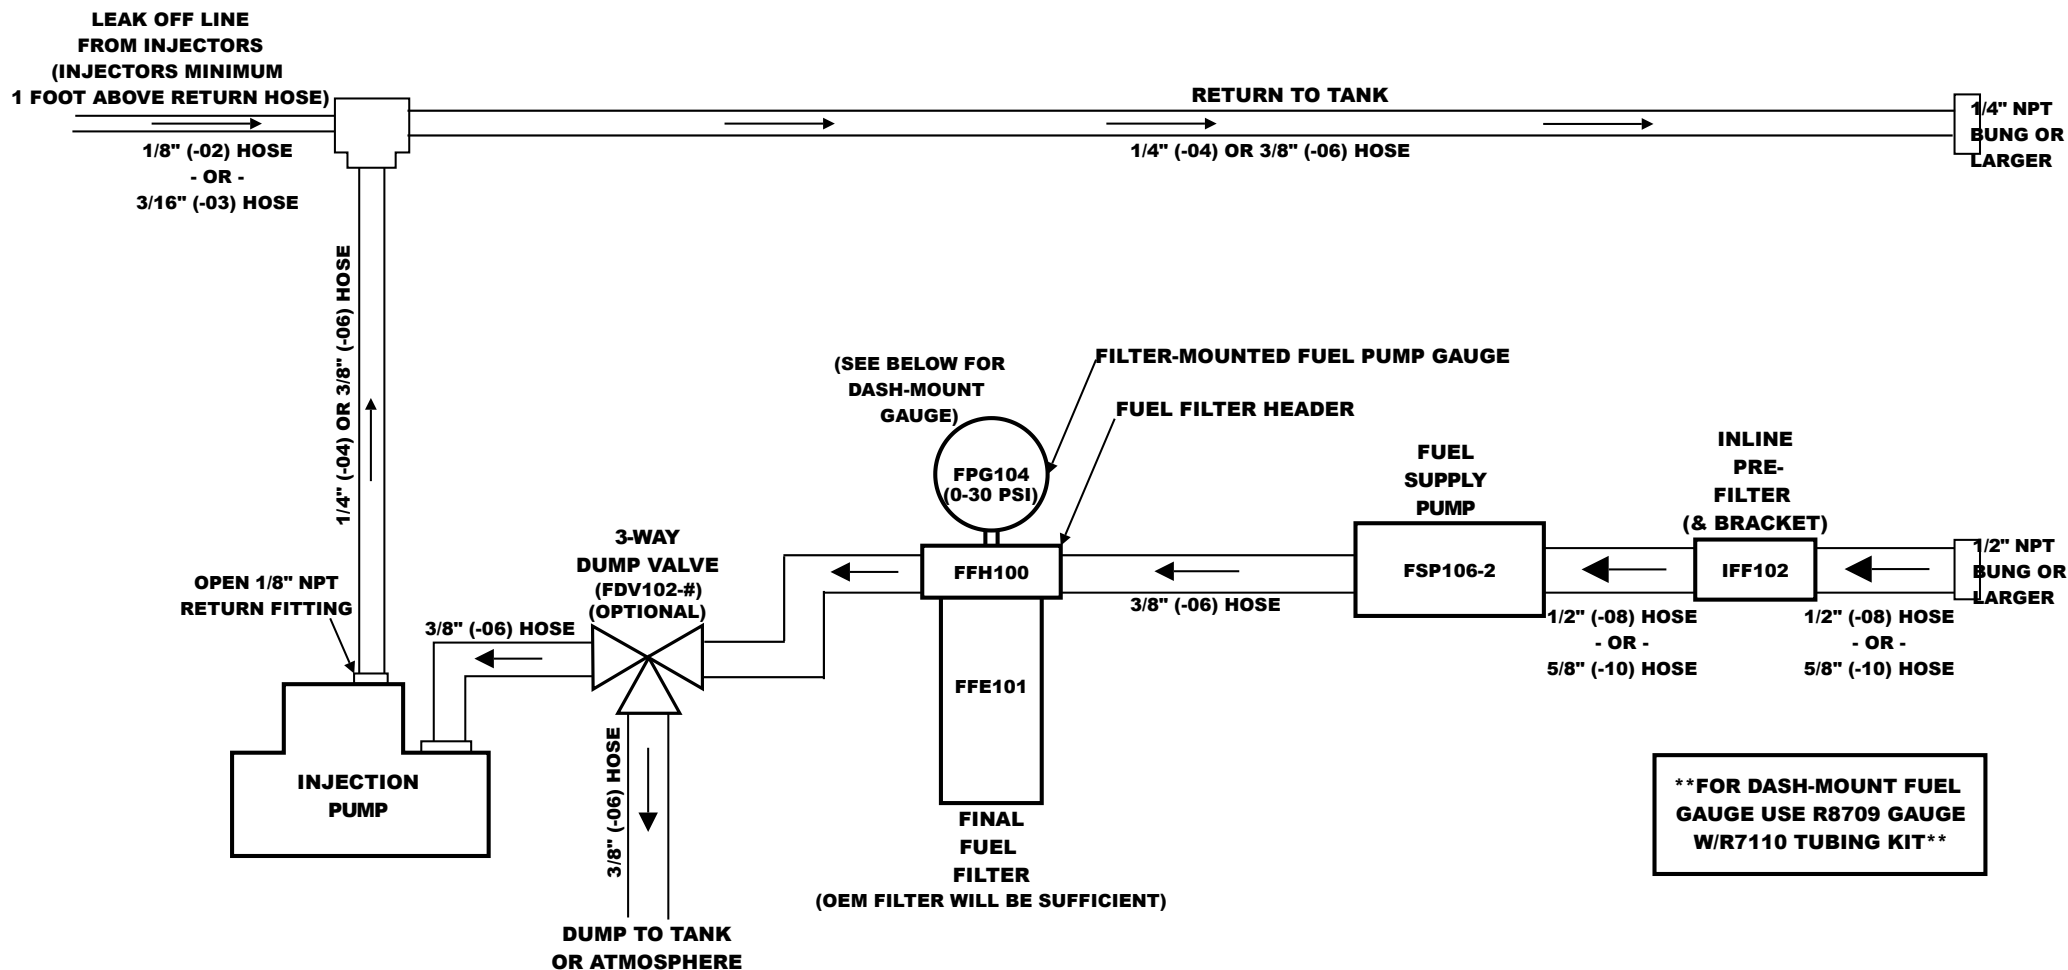 LEAK OFF LINE
FROM INJECTORS
(INJECTORS MINIMUM
1 FOOT ABOVE RETURN HOSE)
1/8" (-02) HOSE
- OR -
3/16" (-03) HOSE
RETURN TO TANK
1/4" (-04) OR 3/8" (-06) HOSE
1/4" NPT
BUNG OR
LARGER
1/4" (-04) OR 3/8" (-06) HOSE
(SEE BELOW FOR
DASH-MOUNT
GAUGE)
FILTER-MOUNTED FUEL PUMP GAUGE
FUEL FILTER HEADER
FPG104
(0-30 PSI)
FUEL
SUPPLY
PUMP
INLINE
PRE-
FILTER
(& BRACKET)
3-WAY
DUMP VALVE
(FDV102-#)
(OPTIONAL)
OPEN 1/8" NPT
RETURN FITTING
3/8" (-06) HOSE
FFH100
3/8" (-06) HOSE
FSP106-2
IFF102
1/2" NPT
BUNG OR
LARGER
1/2" (-08) HOSE
- OR -
5/8" (-10) HOSE
1/2" (-08) HOSE
- OR -
5/8" (-10) HOSE
FFE101
INJECTION
PUMP
3/8" (-06) HOSE
FINAL
FUEL
FILTER
(OEM FILTER WILL BE SUFFICIENT)
DUMP TO TANK
OR ATMOSPHERE
**FOR DASH-MOUNT FUEL
GAUGE USE R8709 GAUGE
W/R7110 TUBING KIT**